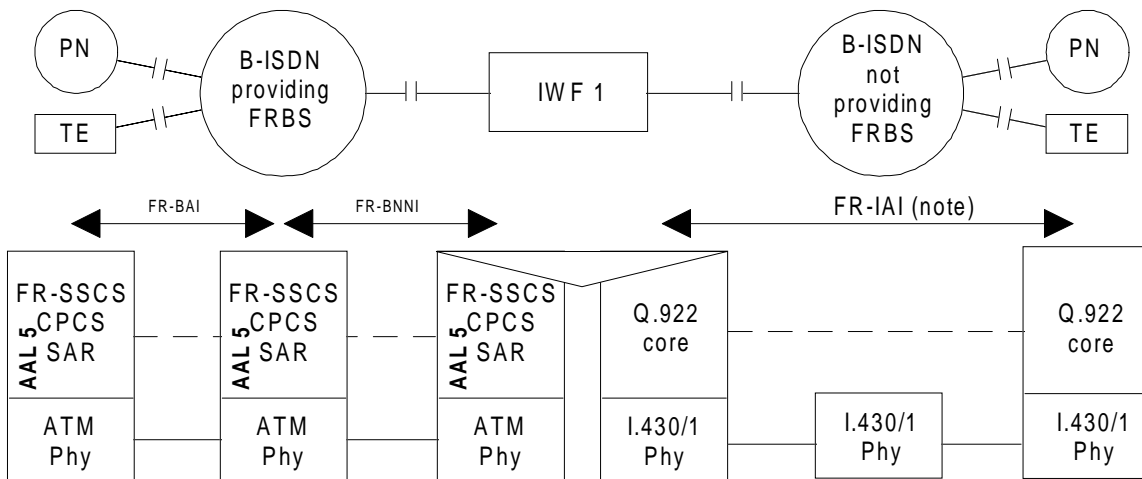 PN
TE
B-ISDN
providing
FRBS
IWF 1
B-ISDN
not
providing
FRBS
PN
TE
FR-BAI
FR-BNNI
FR-IAI (note)
FR-SSCS
CPCS
SAR
AAL 5
ATM
Phy
FR-SSCS
CPCS
SAR
AAL 5
ATM
Phy
FR-SSCS
CPCS
SAR
AAL 5
ATM
Phy
Q.922
core
I.430/1
Phy
I.430/1
Phy
Q.922
core
I.430/1
Phy